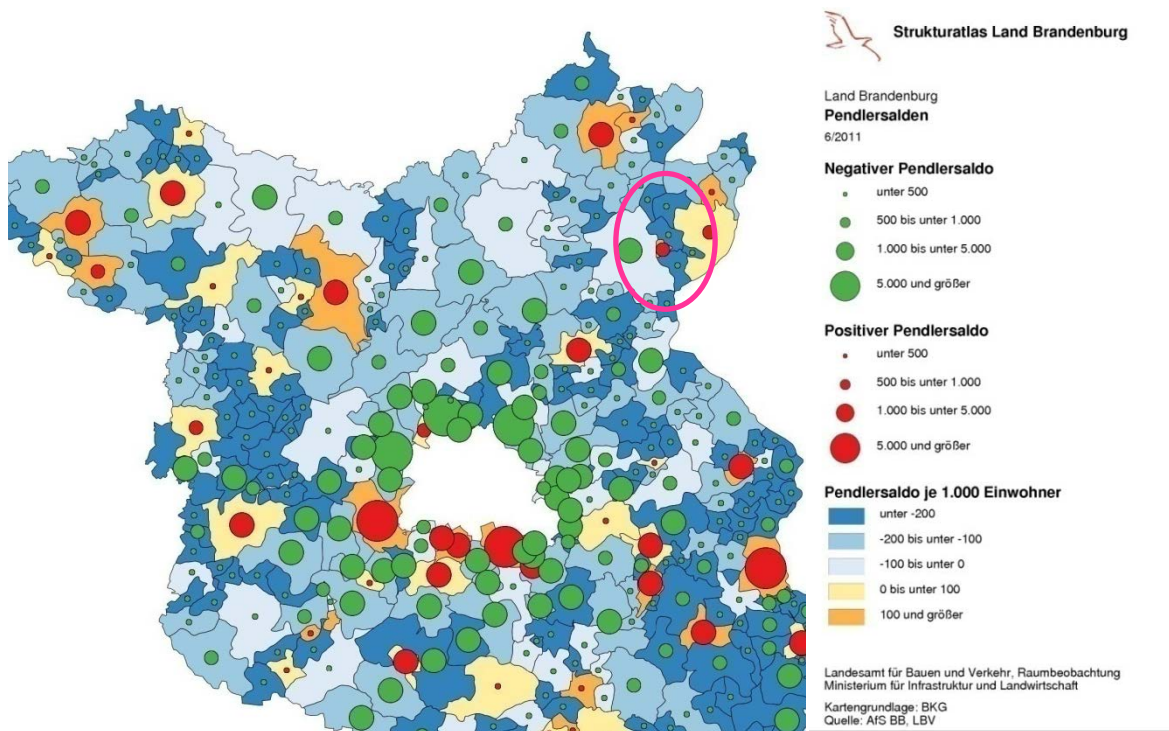 Strukturatlas Land Brandenburg
Land Brandenburg
Pendlersalden
6/2011
Negativer Pendlersaldo
unter 500
500 bis unter 1.000
1.000 bis unter 5.000
5.000 und größer
Positiver Pendlersaldo
unter 500
500 bis unter 1.000
1.000 bis unter 5.000
5.000 und größer
Pendlersaldo je 1.000 Einwohner
unter -200
-200 bis unter -100
-100 bis unter 0
0 bis unter 100
100 und größer
Landesamt für Bauen und Verkehr, Raumbeobachtung
Ministerium für Infrastruktur und Landwirtschaft
Kartengrundlage: BKG
Quelle: AfS BB, LBV